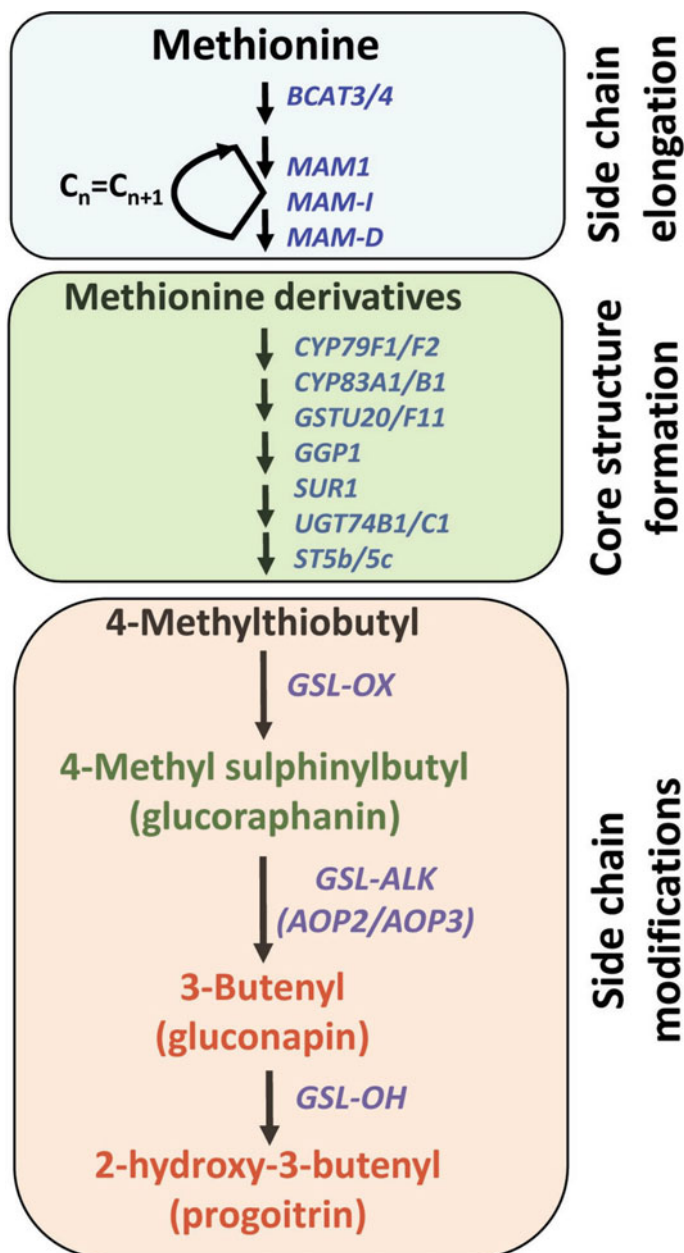 Methionine
BCAT3/4
Cn=Cn+1
MAM1
MAM-I
MAM-D
Side chain
elongation
Methionine derivatives
CYP79F1/F2
CYP83A1/B1
GSTU20/F11
GGP1
SUR1
UGT74B1/C1
ST5b/5c
Core structure
formation
4-Methylthiobutyl
GSL-OX
4-Methyl sulphinylbutyl
(glucoraphanin)
GSL-ALK
(AOP2/AOP3)
3-Butenyl
(gluconapin)
GSL-OH
2-hydroxy-3-butenyl
(progoitrin)
Side chain
modifications